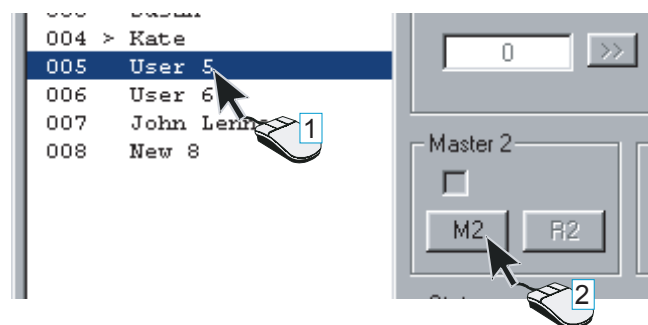 004 > Kate
005 User 5
006 User 6
007 John
008 New 8
1
0
>>
Master 2
M2
R2
2